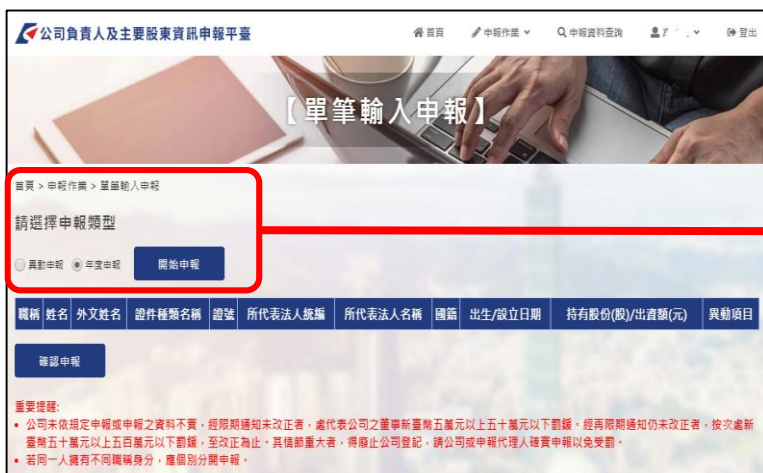 公司負責人及主要股東資訊申報平臺
首頁 申報作業 申報資料查詢 登出
【單筆輸入申報】
首頁 > 申報作業 > 單筆輸入申報
請選擇申報類型
異動申報 年度申報 開始申報
職稱 姓名 外文姓名 證件種類名稱 證號 所代表法人統編 所代表法人名稱 國籍 出生/設立日期 持有股份(股)/出資額(元) 異動項目
確認申報
重要提醒:
• 公司未依規定申報或申報之資料不實，經限期通知未改正者，處代表公司之董事新臺幣五萬元以上五十萬元以下罰鍰。經再限期通知仍未改正者，按次處新
臺幣五十萬元以上五百萬元以下罰鍰，至改正為止。其情節重大者，得廢止公司登記，請公司或申報代理人確實申報以免受罰。
• 若同一人擁有不同職稱身分，應個別分開申報。